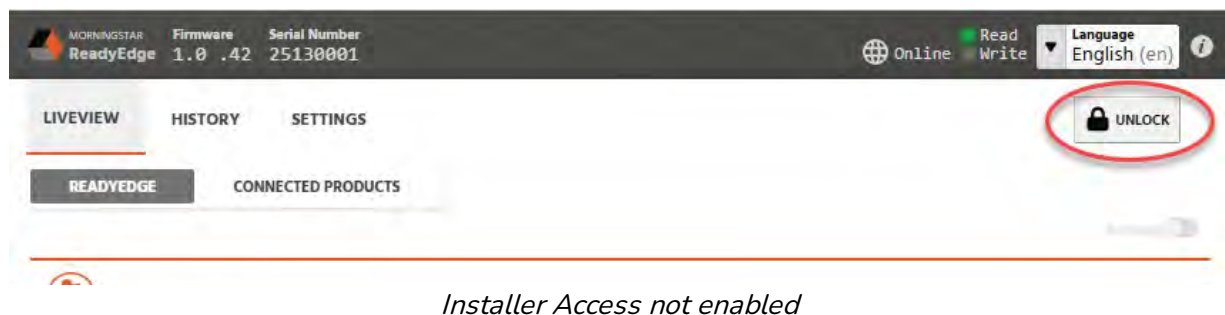 MORNINGSTAR Firmware Serial Number
ReadyEdge 1.0 .42 25130001
Online Read Write Language English (en)
LIVEVIEW HISTORY SETTINGS UNLOCK
READYEDGE CONNECTED PRODUCTS
Installer Access not enabled